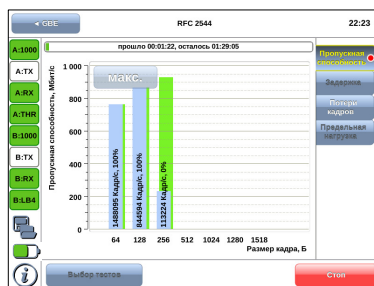 ◄ GBE
RFC 2544
22:23
прошло 00:01:22, осталось 01:29:05
A:1000
A:TX
A:RX
A:THR
B:1000
B:TX
B:RX
B:LB4
Пропускная способность, Мбит/с
1 000
800
600
400
200
0
макс.
1488095 Кадр/с, 100%
844594 Кадр/с, 100%
113224 Кадр/с, 0%
64 128 256 512 1024 1280 1518
Размер кадра, Б
Пропускная
способность
Задержка
Потери
кадров
Предельная
нагрузка
Выбор тестов
Стоп